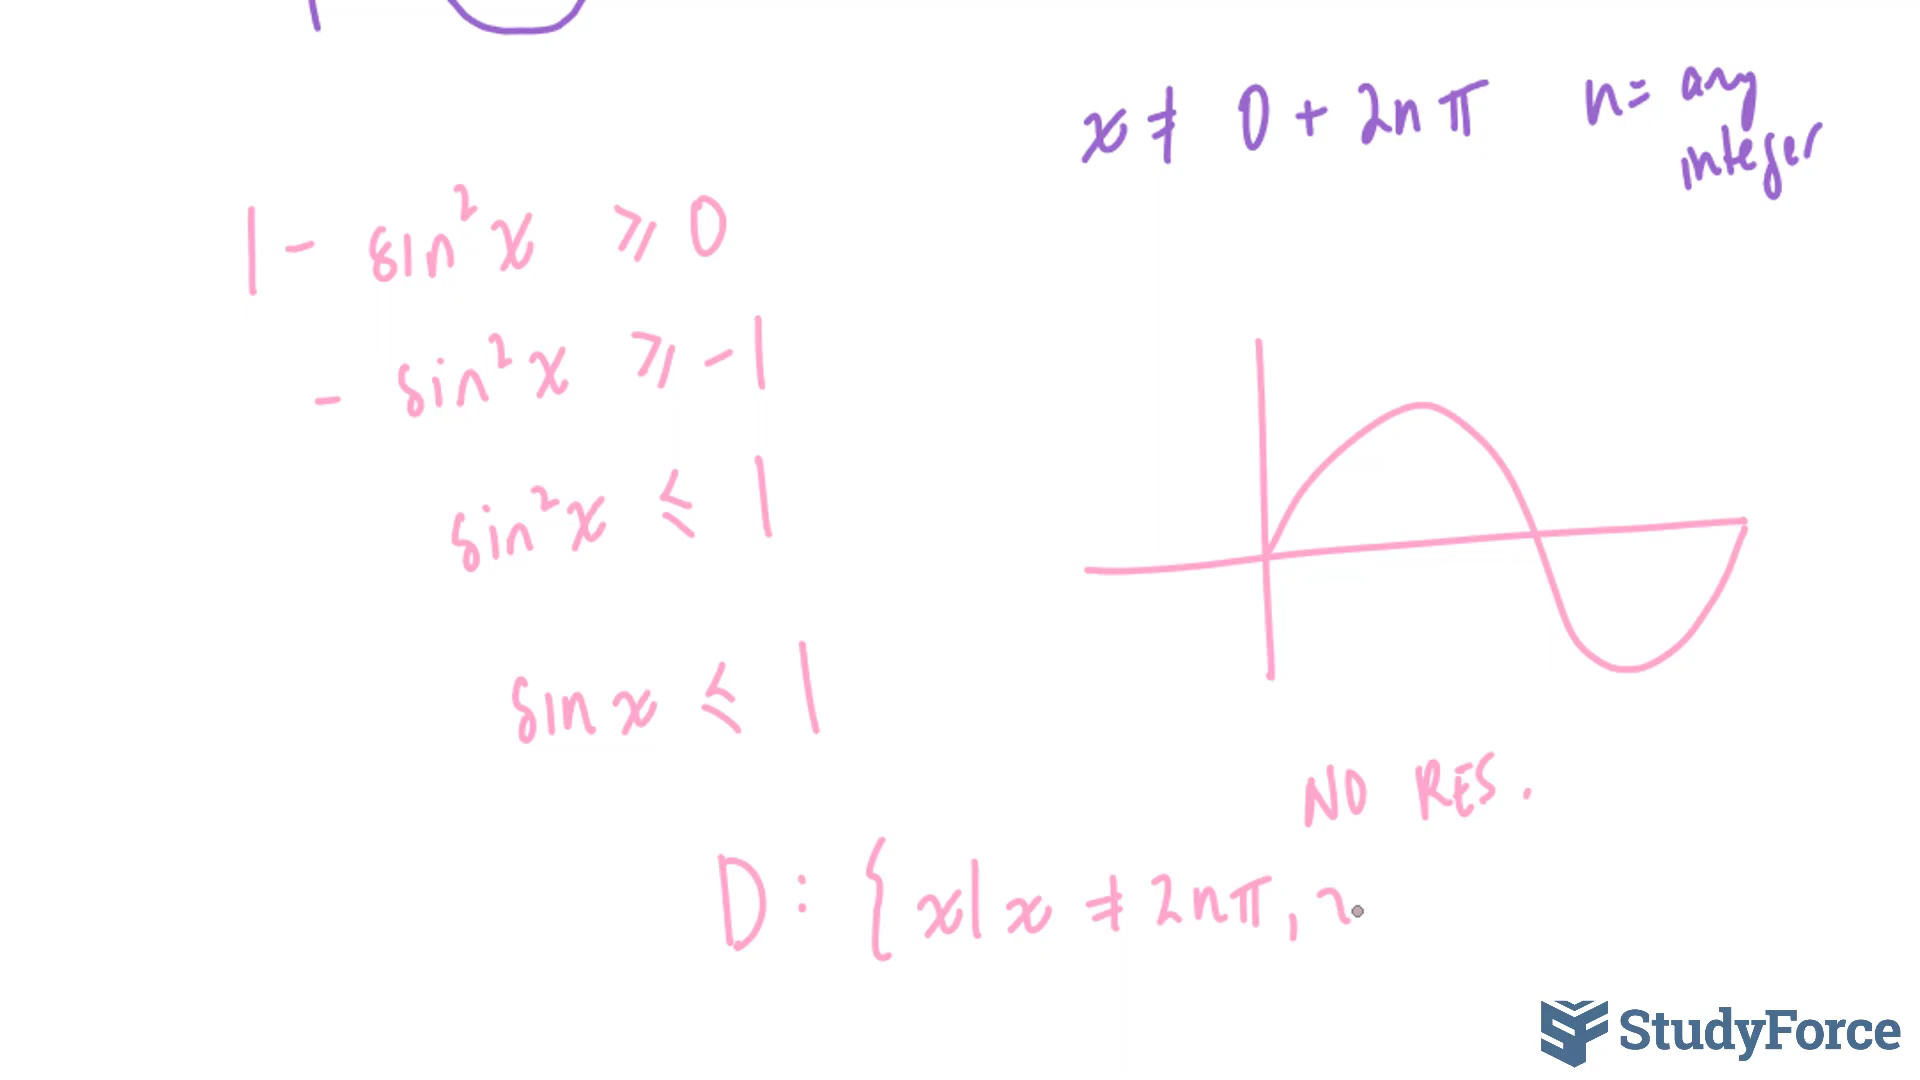 x ≠ 0 + 2nπ n = any integer
1 - sin²x ≥ 0
- sin²x ≥ -1
sin²x ≤ 1
sin x ≤ 1
NO RES.
D: { x | x ≠ 2nπ,
StudyForce